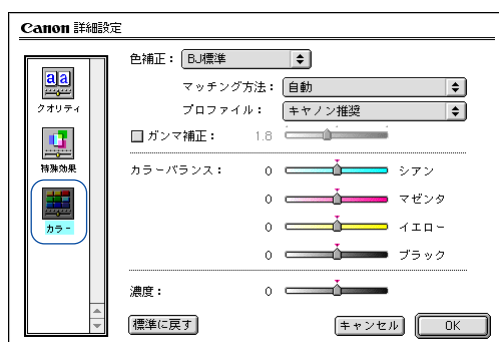 Canon 詳細設定
クオリティ
特殊効果
カラー
色補正： BJ標準
マッチング方法： 自動
プロファイル： キヤノン推奨
ガンマ補正： 1.8
カラーバランス： 0 シアン
0 マゼンタ
0 イエロー
0 ブラック
濃度： 0
標準に戻す キャンセル OK